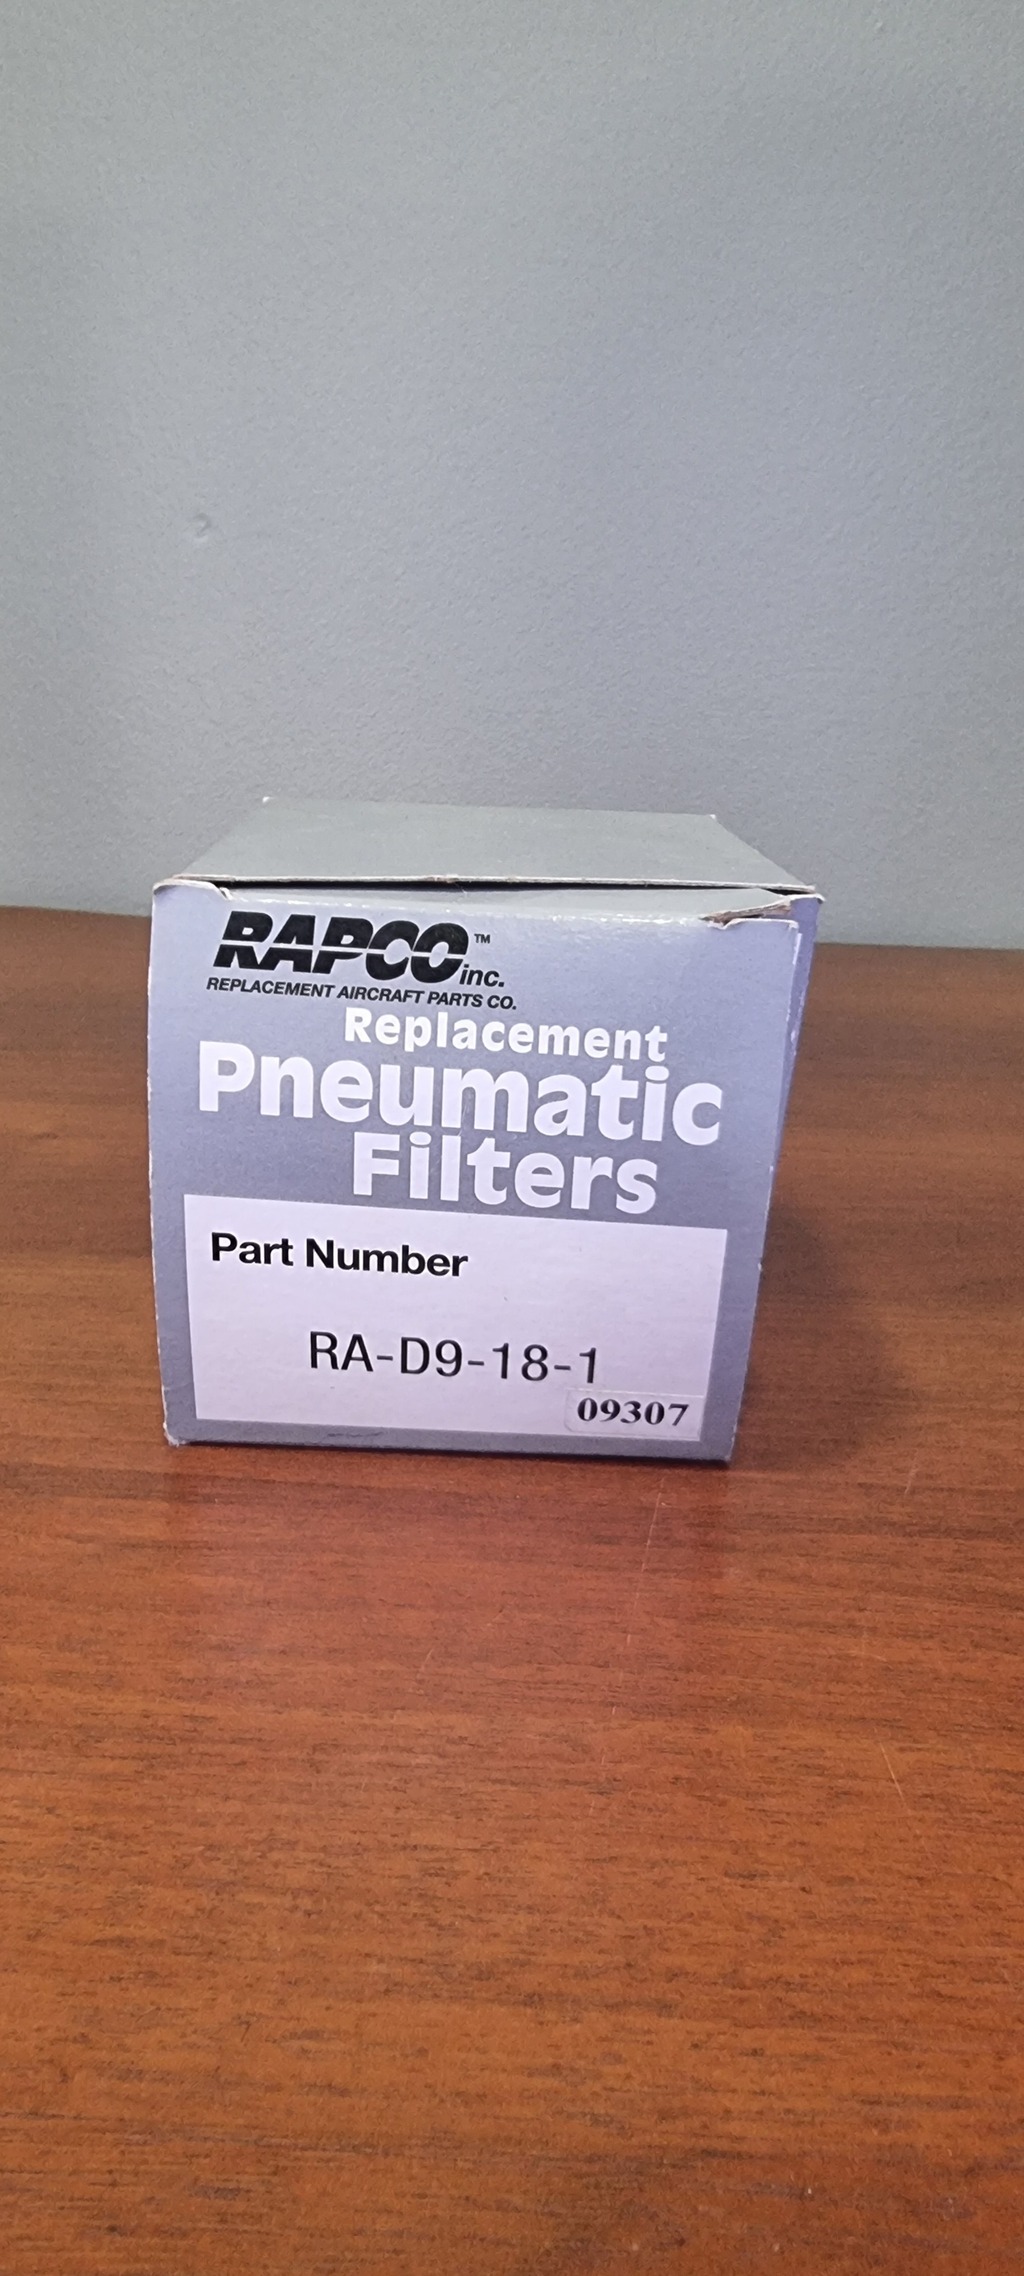 RAPCO™ inc.
REPLACEMENT AIRCRAFT PARTS CO.
Replacement
Pneumatic
Filters
Part Number
RA-D9-18-1
09307